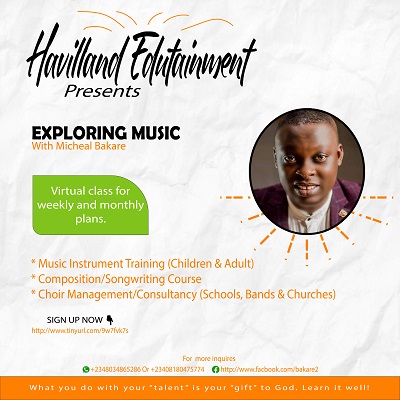 Havilland Edutainment
Presents
EXPLORING MUSIC
With Micheal Bakare
Virtual class for
weekly and monthly
plans.
* Music Instrument Training (Children & Adult)
* Composition/Songwriting Course
* Choir Management/Consultancy (Schools, Bands & Churches)
SIGN UP NOW 👇
http://www.tinyurl.com/9w7fvk7s
For more inquires
+2348034865286 Or +23408180475774 http://www.facebook.com/bakare2
What you do with your "talent" is your "gift" to God. Learn it well!